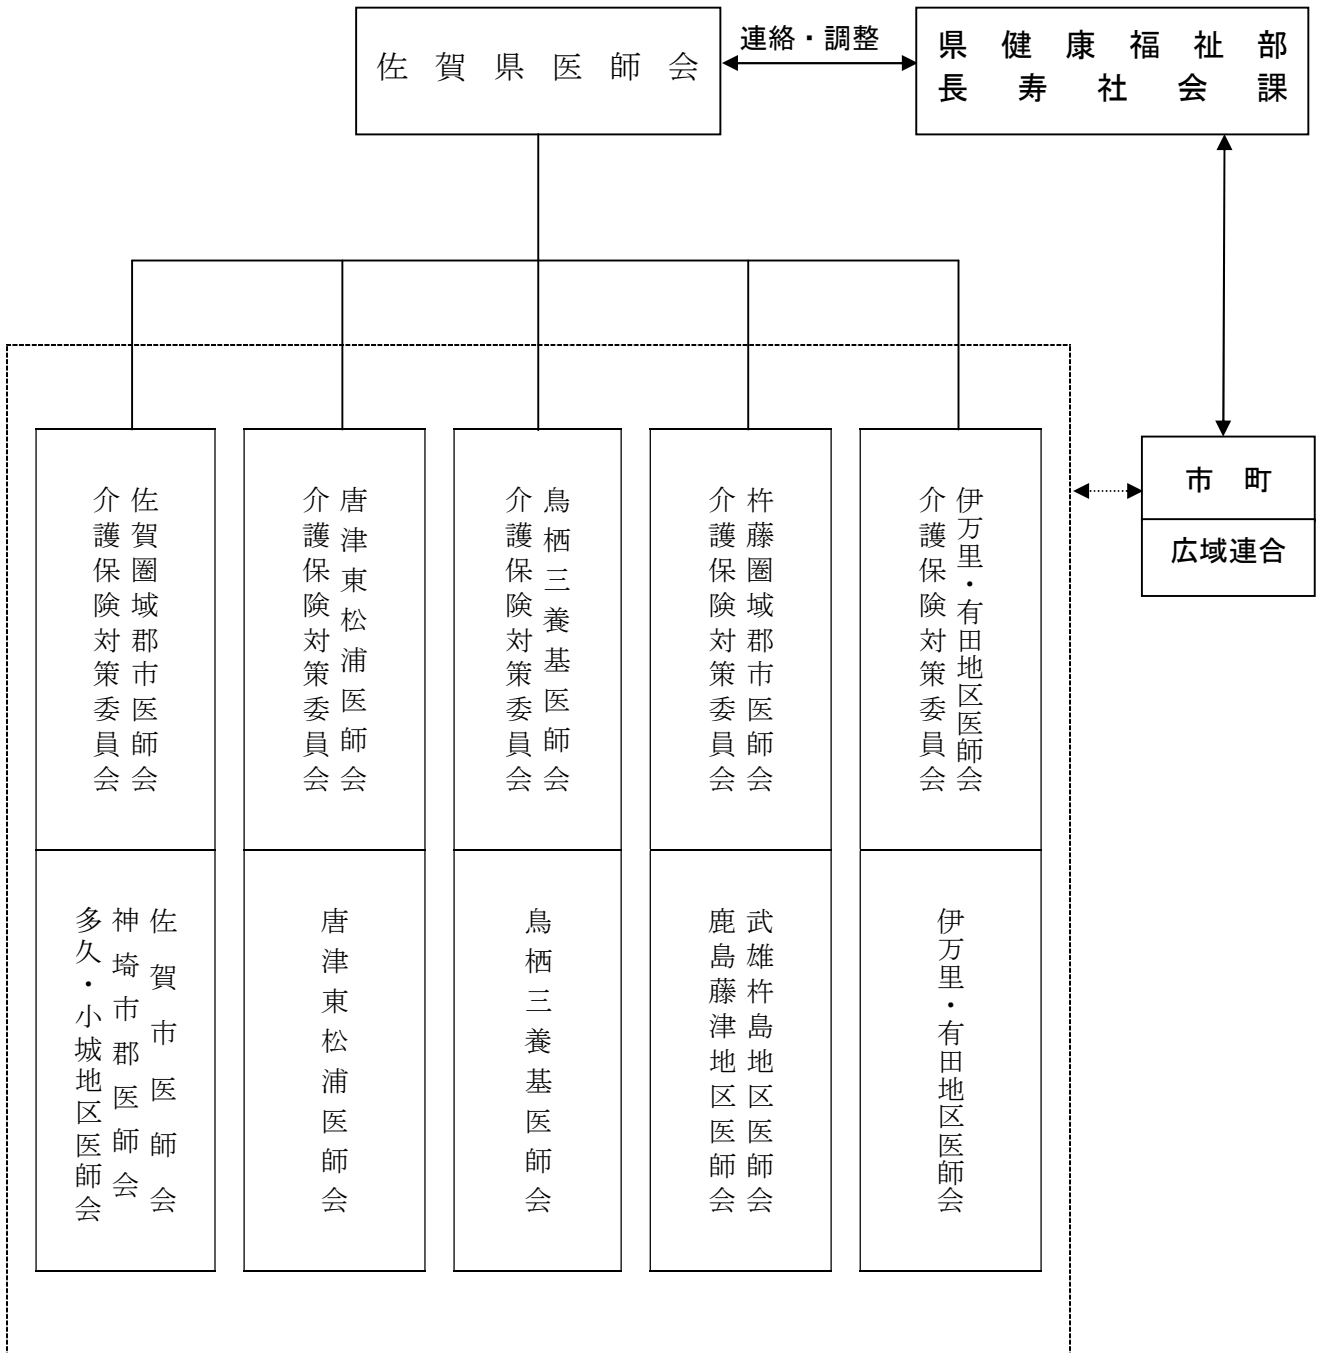 佐賀県医師会
連絡・調整
県健康福祉部
長寿社会課
市町
広域連合
佐賀圏域郡市医師会
介護保険対策委員会
唐津東松浦医師会
介護保険対策委員会
鳥栖三養基医師会
介護保険対策委員会
杵藤圏域郡市医師会
介護保険対策委員会
伊万里・有田地区医師会
介護保険対策委員会
佐賀市医師会
神埼市郡医師会
多久・小城地区医師会
唐津東松浦医師会
鳥栖三養基医師会
武雄杵島地区医師会
鹿島藤津地区医師会
伊万里・有田地区医師会